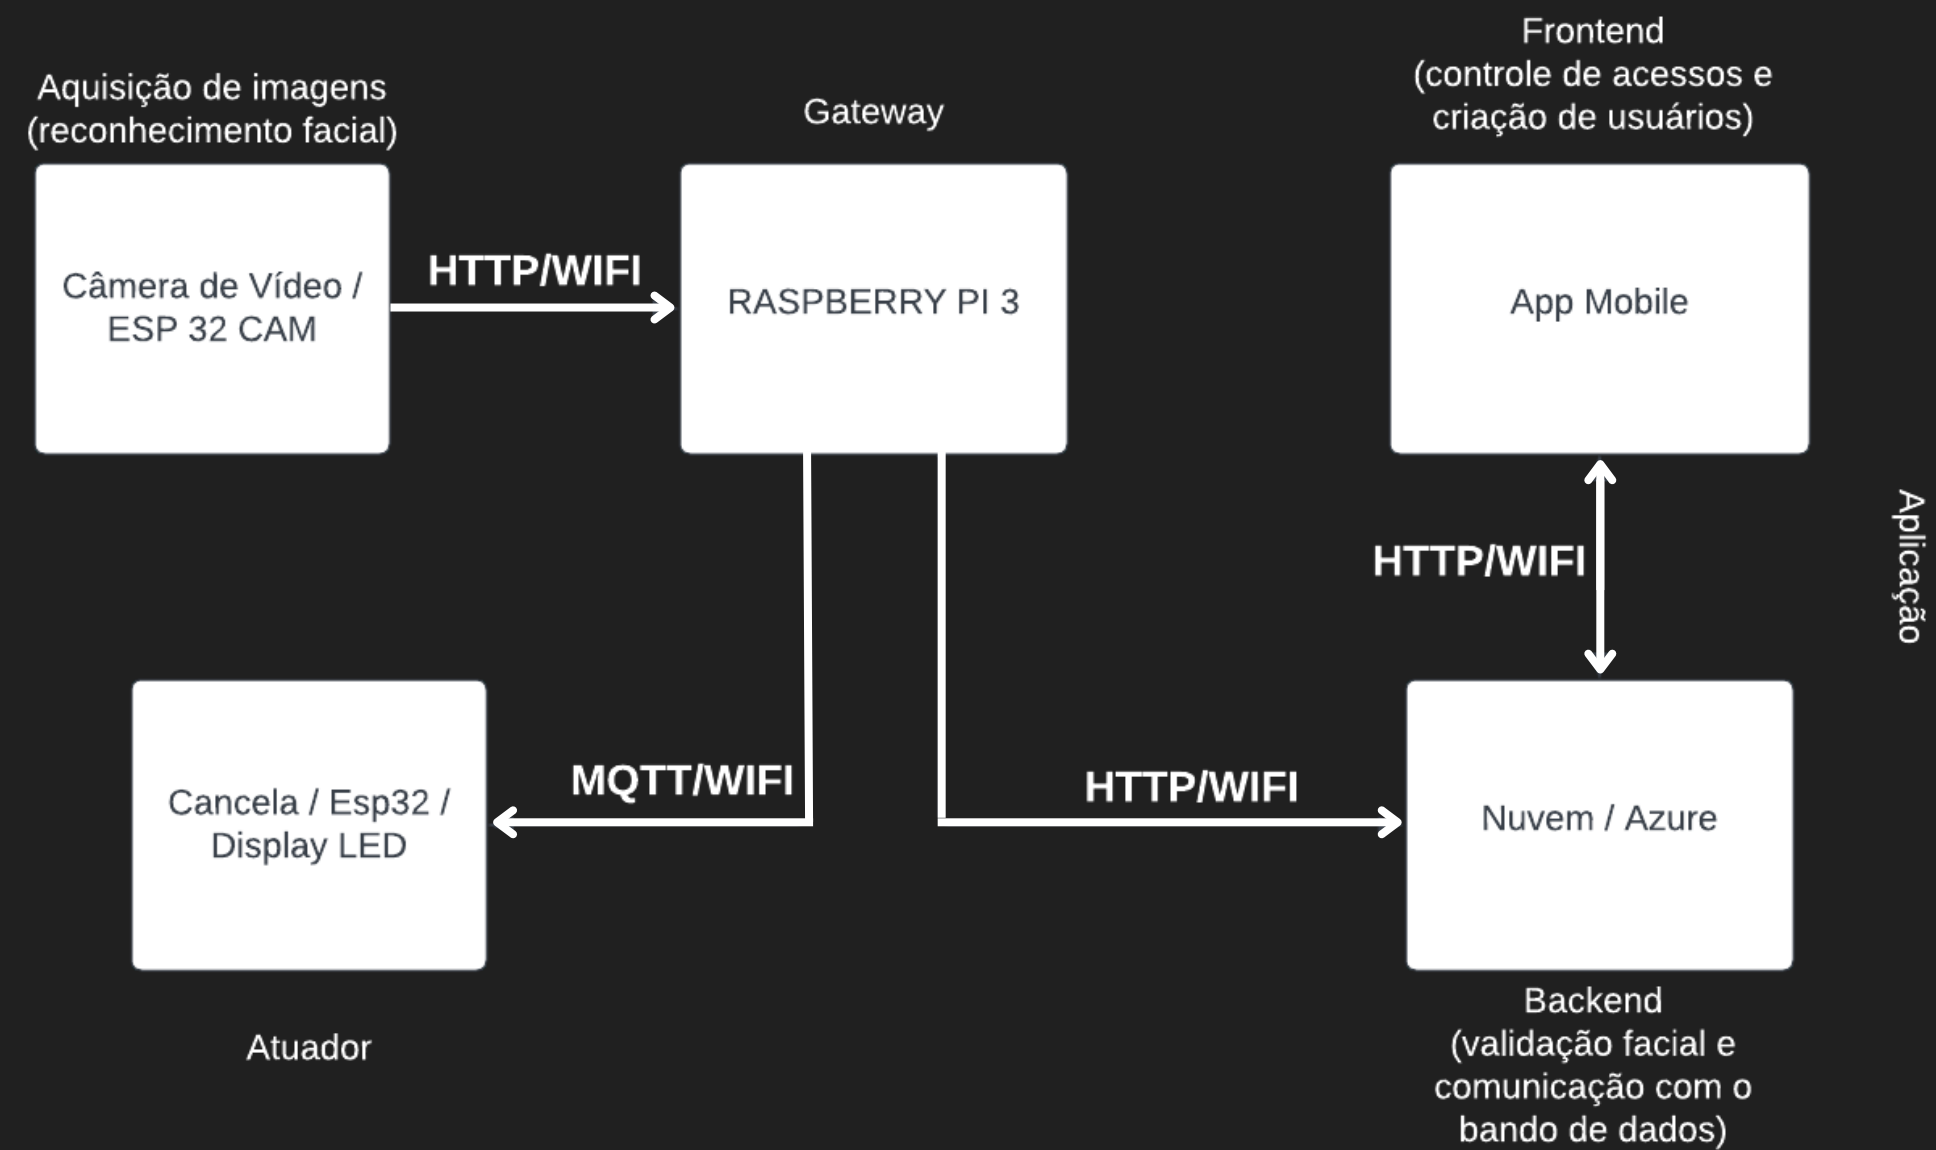 Aquisição de imagens
(reconhecimento facial)
Câmera de Vídeo /
ESP 32 CAM
HTTP/WIFI
Gateway
RASPBERRY PI 3
Frontend
(controle de acessos e
criação de usuários)
App Mobile
HTTP/WIFI
Aplicação
Cancela / Esp32 /
Display LED
Atuador
MQTT/WIFI
HTTP/WIFI
Nuvem / Azure
Backend
(validação facial e
comunicação com o
bando de dados)